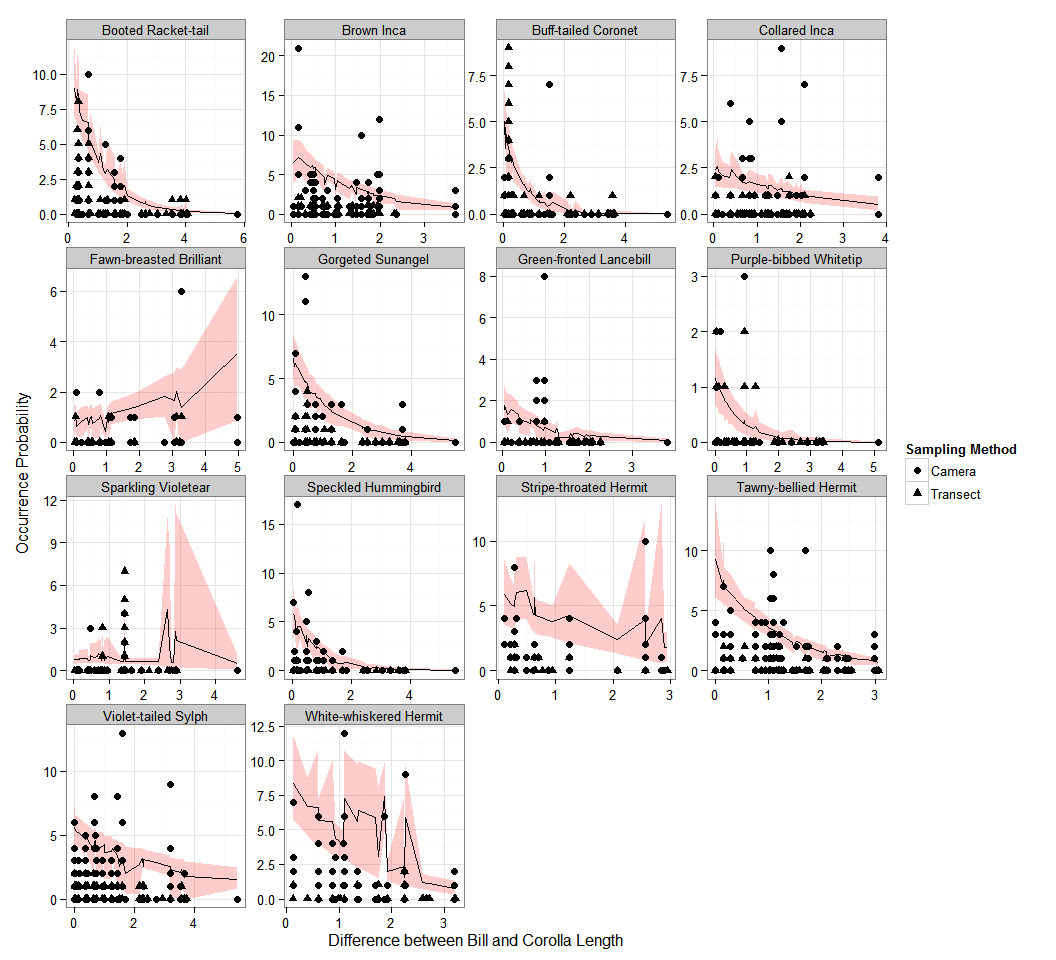 Booted Racket-tail
Brown Inca
Buff-tailed Coronet
Collared Inca
10.0
7.5
5.0
2.5
0.0
0 2 4 6
20
15
10
5
0
0 1 2 3
7.5
5.0
2.5
0.0
0 2 4
7.5
5.0
2.5
0.0
0 1 2 3 4
Fawn-breasted Brilliant
Gorgeted Sunangel
Green-fronted Lancebill
Purple-bibbed Whitetip
6
4
2
0
0 1 2 3 4 5
10
5
0
0 2 4
8
6
4
2
0
0 1 2 3
3
2
1
0
0 1 2 3 4 5
Sparkling Violetear
Speckled Hummingbird
Stripe-throated Hermit
Tawny-bellied Hermit
12
9
6
3
0
0 1 2 3 4
15
10
5
0
0 2 4
10
5
0
0 1 2 3
10
5
0
0 1 2 3
Violet-tailed Sylph
White-whiskered Hermit
10
5
0
0 2 4
12.5
10.0
7.5
5.0
2.5
0.0
0 1 2 3
Occurrence Probability
Difference between Bill and Corolla Length
Sampling Method
Camera
Transect